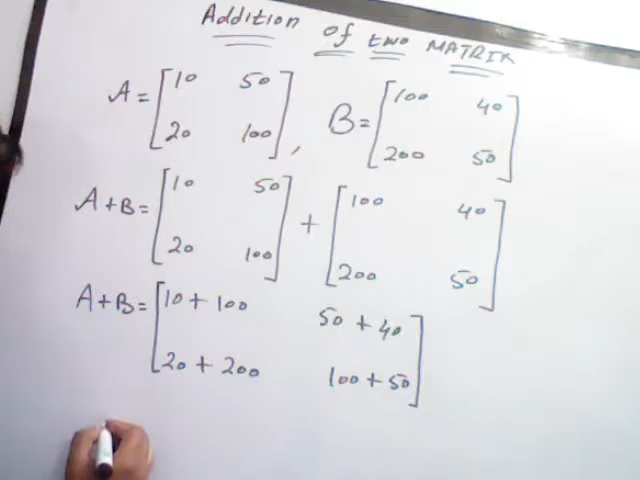 Addition of two MATRIX
A = [10 50
20 100], B = [100 40
200 50]
A+B = [10 50
20 100] + [100 40
200 50]
A+B = [10 + 100 50 + 40
20 + 200 100 + 50]